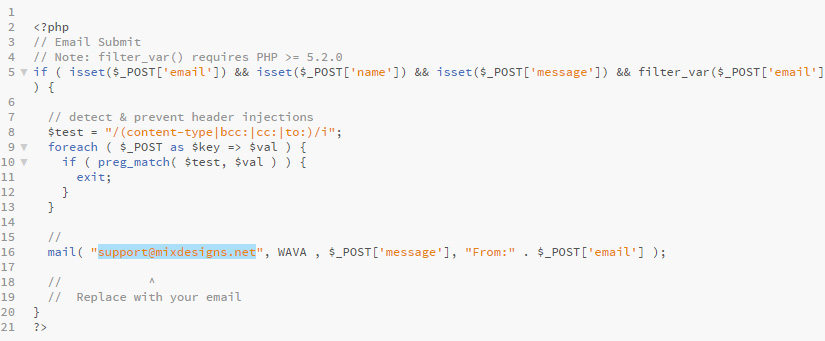 1
2 <?php
3 // Email Submit
4 // Note: filter_var() requires PHP >= 5.2.0
5 if ( isset($_POST['email']) && isset($_POST['name']) && isset($_POST['message']) && filter_var($_POST['email']
) {
6
7 // detect & prevent header injections
8 $test = "/(content-type|bcc:|cc:|to:)/i";
9 foreach ( $_POST as $key => $val ) {
10 if ( preg_match( $test, $val ) ) {
11 exit;
12 }
13 }
14
15 //
16 mail( "support@mixdesigns.net", WAVA , $_POST['message'], "From:" . $_POST['email'] );
17
18 // ^
19 // Replace with your email
20 }
21 ?>